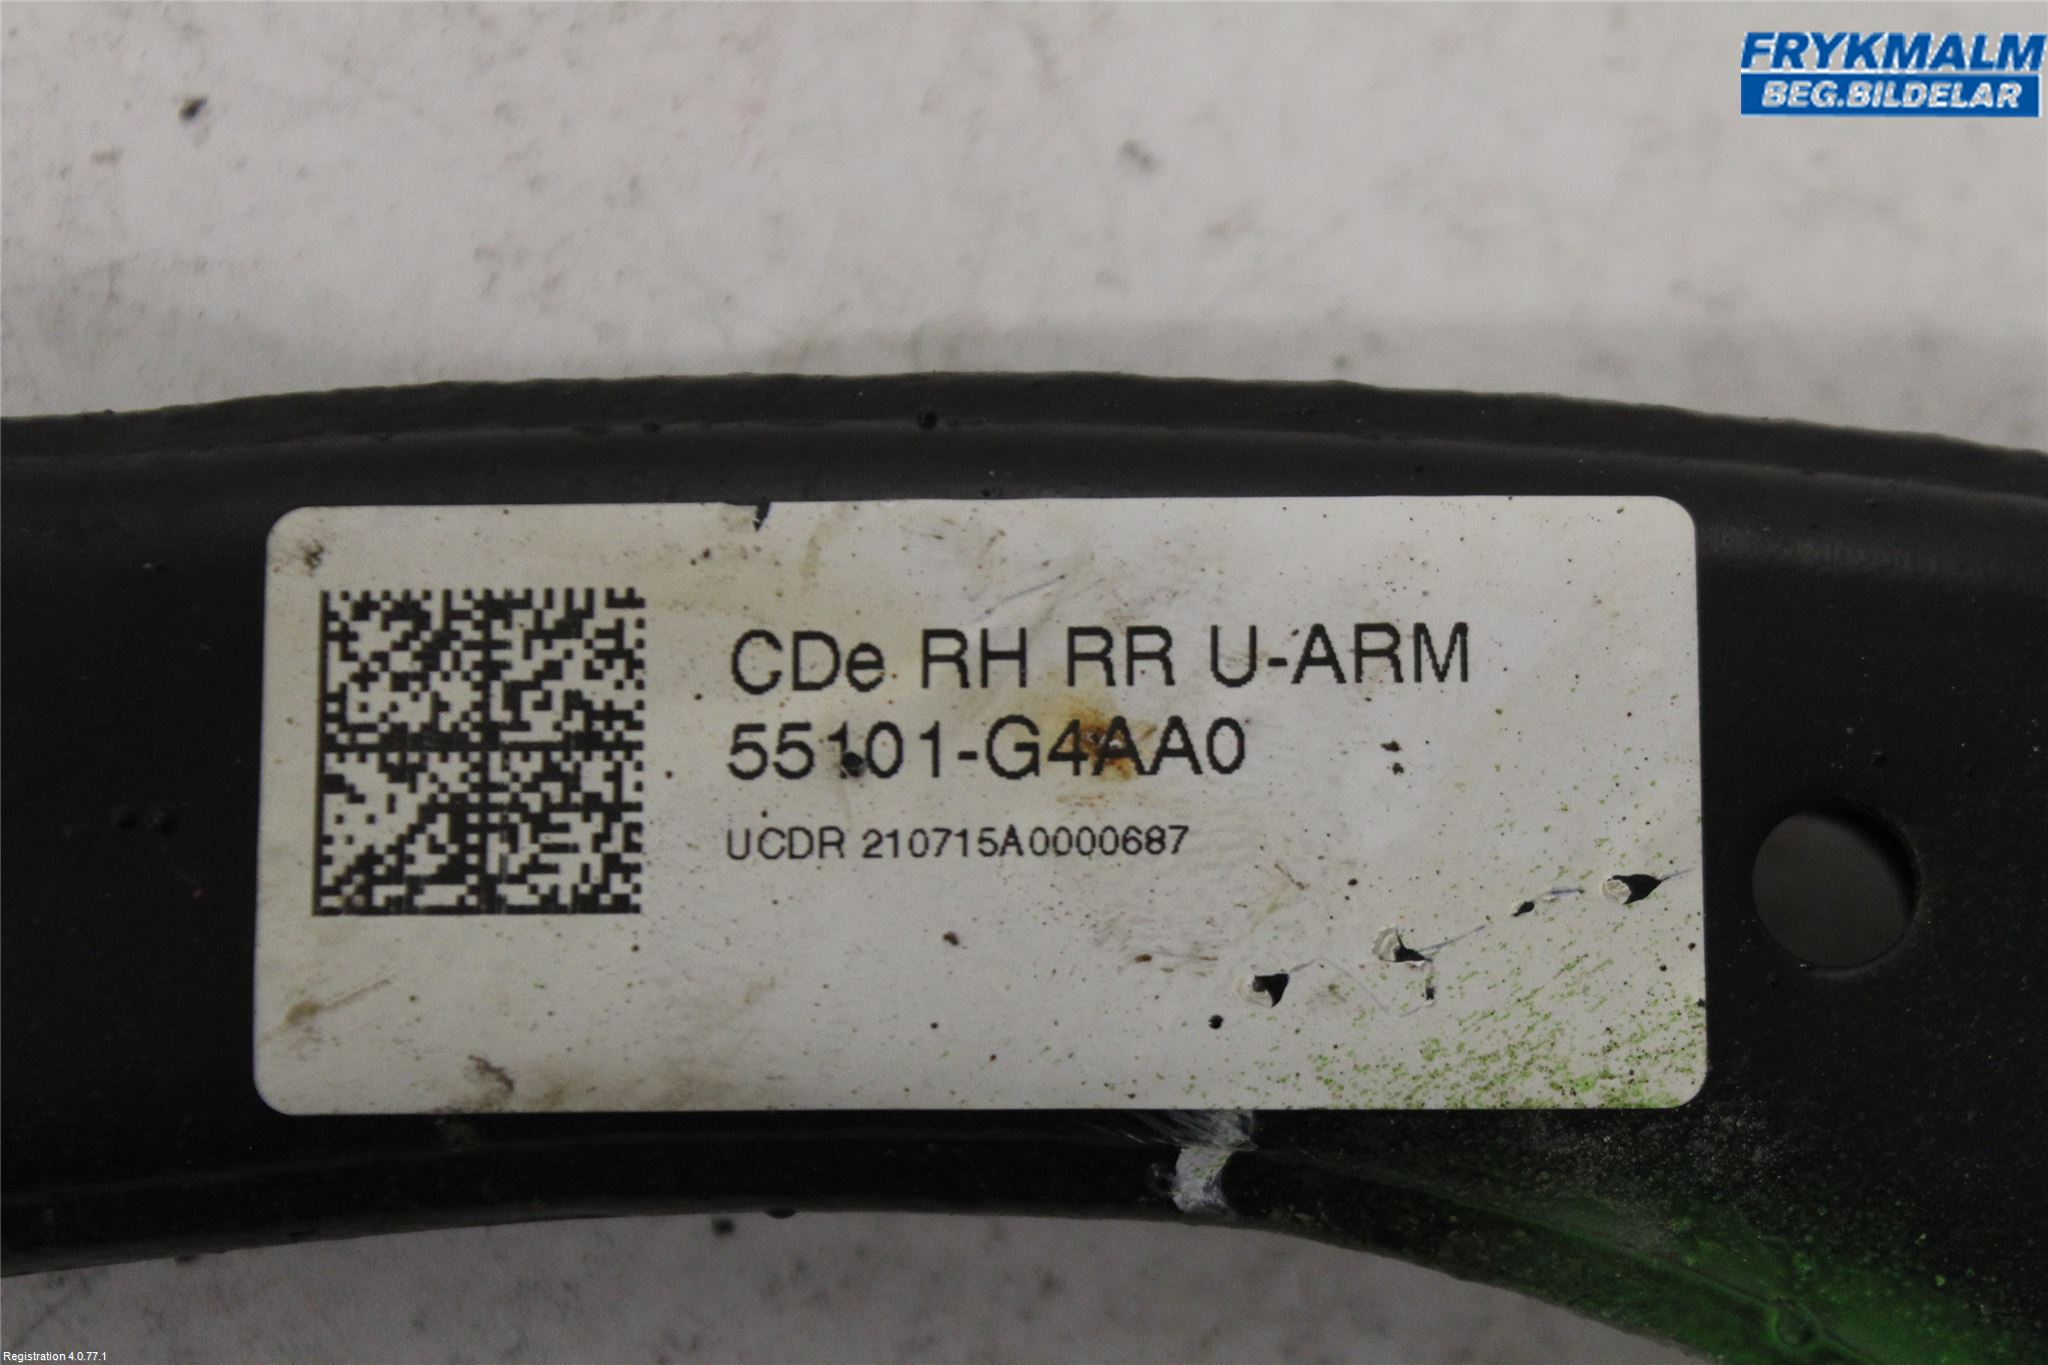 FRYKMALM
BEG.BILDELAR
CDe RH RR U-ARM
55101-G4AA0
UCDR 210715A0000687
Registration 4.0.77.1